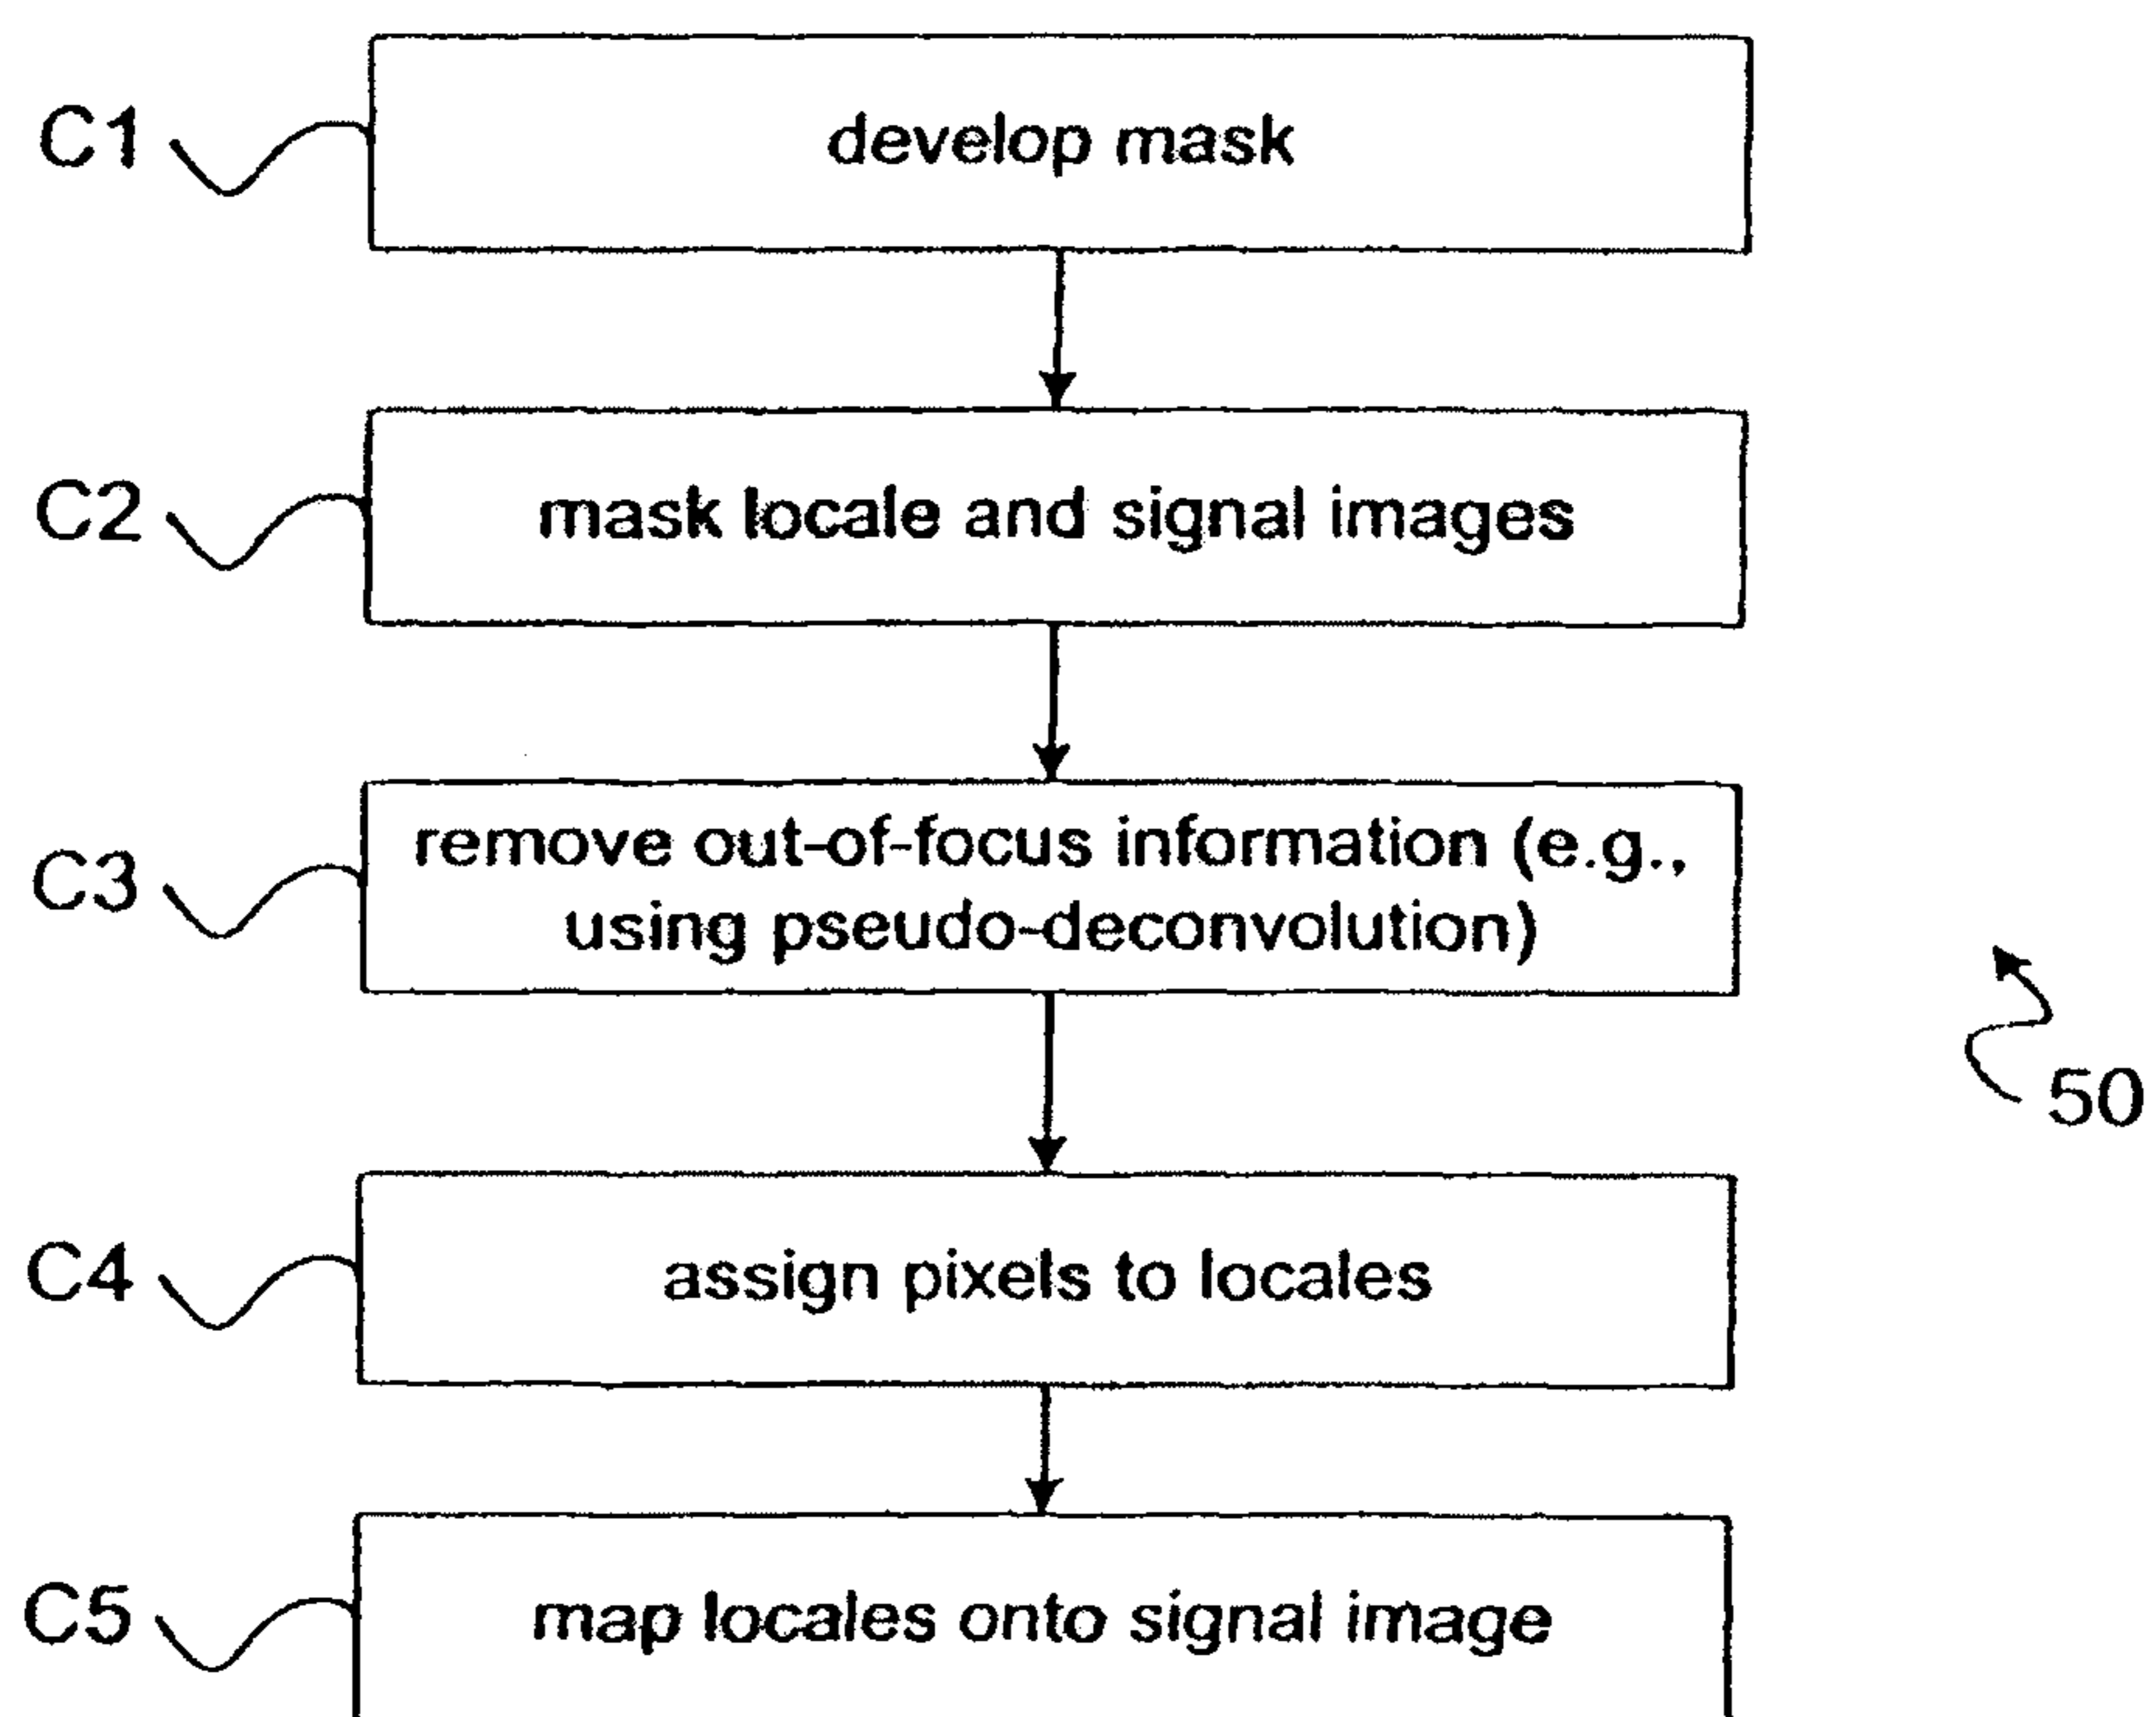 C1
develop mask
C2
mask locale and signal images
C3
remove out-of-focus information (e.g.,
using pseudo-deconvolution)
50
C4
assign pixels to locales
C5
map locales onto signal image